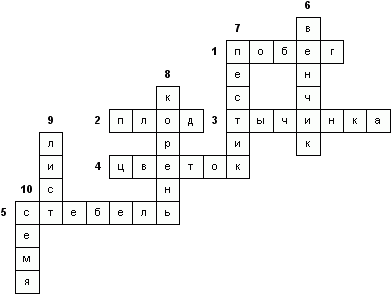 6
7 в
1 п о б е г
8 е н
к с ч
9 2 п л о д 3 т ы ч и н к а
л р и к
и 4 ц в е т о к
10 с н
5 с т е б е л ь
е
м
я